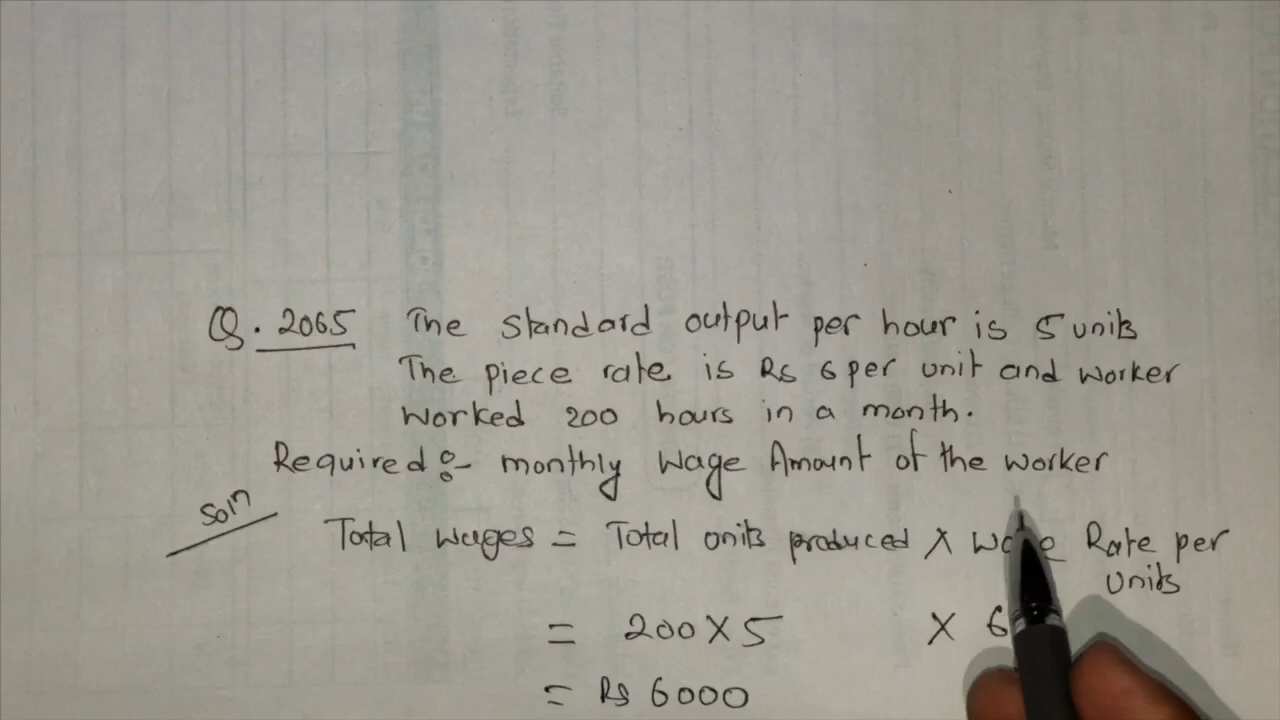 Q. 2065 The standard output per hour is 5 units
The piece rate is Rs 6 per unit and worker
worked 200 hours in a month.
Required :- monthly wage Amount of the worker
Soln
Total wages = Total units produced X Rate per
Units
= 200 X 5 X 6
= Rs 6000